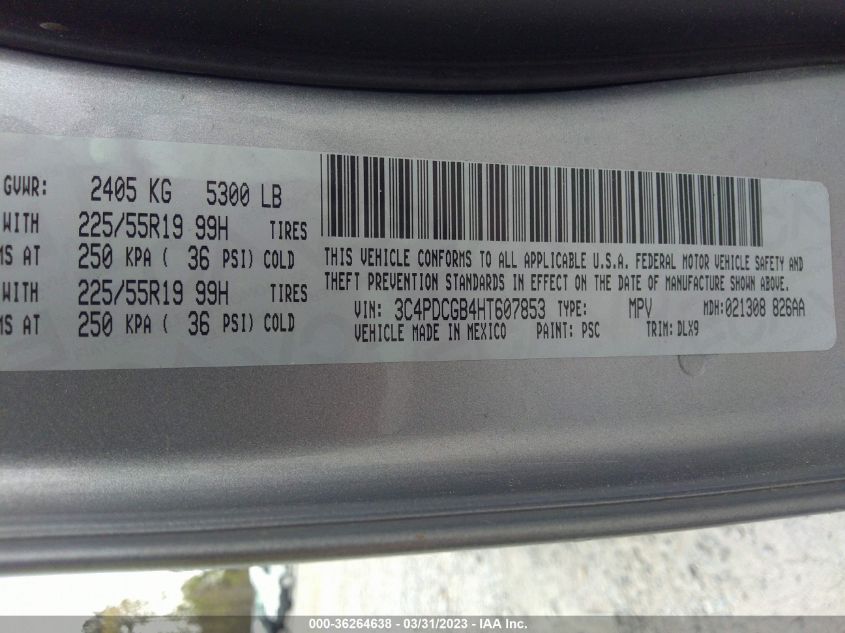 GVWR: 2405 KG 5300 LB
WITH 225/55R19 99H TIRES
MS AT 250 KPA ( 36 PSI) COLD
WITH 225/55R19 99H TIRES
MS AT 250 KPA ( 36 PSI) COLD
THIS VEHICLE CONFORMS TO ALL APPLICABLE U.S.A. FEDERAL MOTOR VEHICLE SAFETY AND
THEFT PREVENTION STANDARDS IN EFFECT ON THE DATE OF MANUFACTURE SHOWN ABOVE.
VIN: 3C4PDCGB4HT607853 TYPE: MPV MDH:021308 826AA
VEHICLE MADE IN MEXICO PAINT: PSC TRIM: DLX9
000-36264638 - 03/31/2023 - IAA Inc.